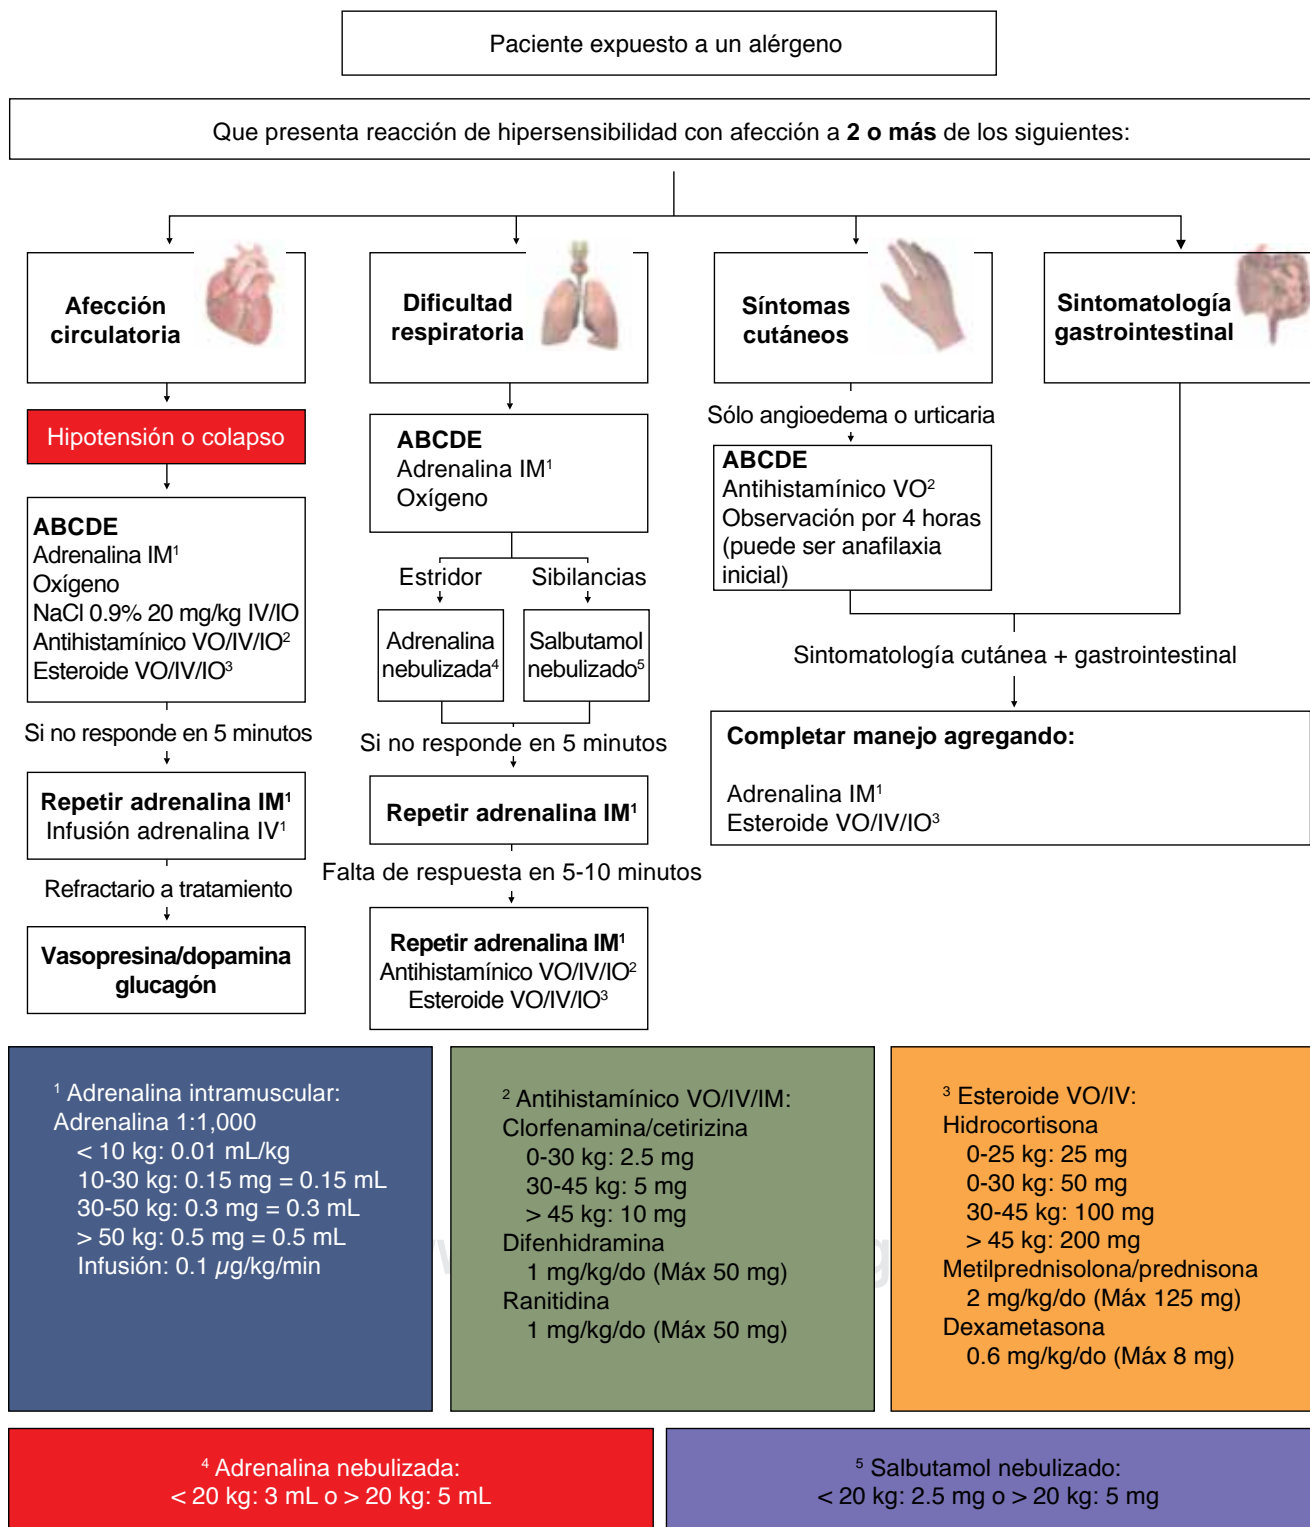 Paciente expuesto a un alérgeno
Que presenta reacción de hipersensibilidad con afección a 2 o más de los siguientes:
Afección
circulatoria
Hipotensión o colapso
ABCDE
Adrenalina IM¹
Oxígeno
NaCl 0.9% 20 mg/kg IV/IO
Antihistamínico VO/IV/IO²
Esteroide VO/IV/IO³
Si no responde en 5 minutos
Repetir adrenalina IM¹
Infusión adrenalina IV¹
Refractario a tratamiento
Vasopresina/dopamina
glucagón
Dificultad
respiratoria
ABCDE
Adrenalina IM¹
Oxígeno
Estridor
Sibilancias
Adrenalina
nebulizada⁴
Salbutamol
nebulizado⁵
Si no responde en 5 minutos
Repetir adrenalina IM¹
Falta de respuesta en 5-10 minutos
Repetir adrenalina IM¹
Antihistamínico VO/IV/IO²
Esteroide VO/IV/IO³
Síntomas
cutáneos
Sólo angioedema o urticaria
ABCDE
Antihistamínico VO²
Observación por 4 horas
(puede ser anafilaxia
inicial)
Sintomatología
gastrointestinal
Sintomatología cutánea + gastrointestinal
Completar manejo agregando:
Adrenalina IM¹
Esteroide VO/IV/IO³
¹ Adrenalina intramuscular:
Adrenalina 1:1,000
< 10 kg: 0.01 mL/kg
10-30 kg: 0.15 mg = 0.15 mL
30-50 kg: 0.3 mg = 0.3 mL
> 50 kg: 0.5 mg = 0.5 mL
Infusión: 0.1 µg/kg/min
² Antihistamínico VO/IV/IM:
Clorfenamina/cetirizina
0-30 kg: 2.5 mg
30-45 kg: 5 mg
> 45 kg: 10 mg
Difenhidramina
1 mg/kg/do (Máx 50 mg)
Ranitidina
1 mg/kg/do (Máx 50 mg)
³ Esteroide VO/IV:
Hidrocortisona
0-25 kg: 25 mg
0-30 kg: 50 mg
30-45 kg: 100 mg
> 45 kg: 200 mg
Metilprednisolona/prednisona
2 mg/kg/do (Máx 125 mg)
Dexametasona
0.6 mg/kg/do (Máx 8 mg)
⁴ Adrenalina nebulizada:
< 20 kg: 3 mL o > 20 kg: 5 mL
⁵ Salbutamol nebulizado:
< 20 kg: 2.5 mg o > 20 kg: 5 mg